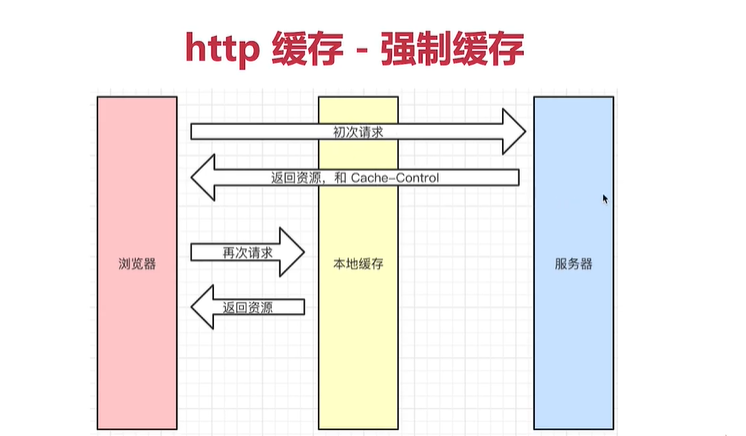 http 缓存 - 强制缓存
初次请求
返回资源，和 Cache-Control
再次请求
浏览器
本地缓存
服务器
返回资源